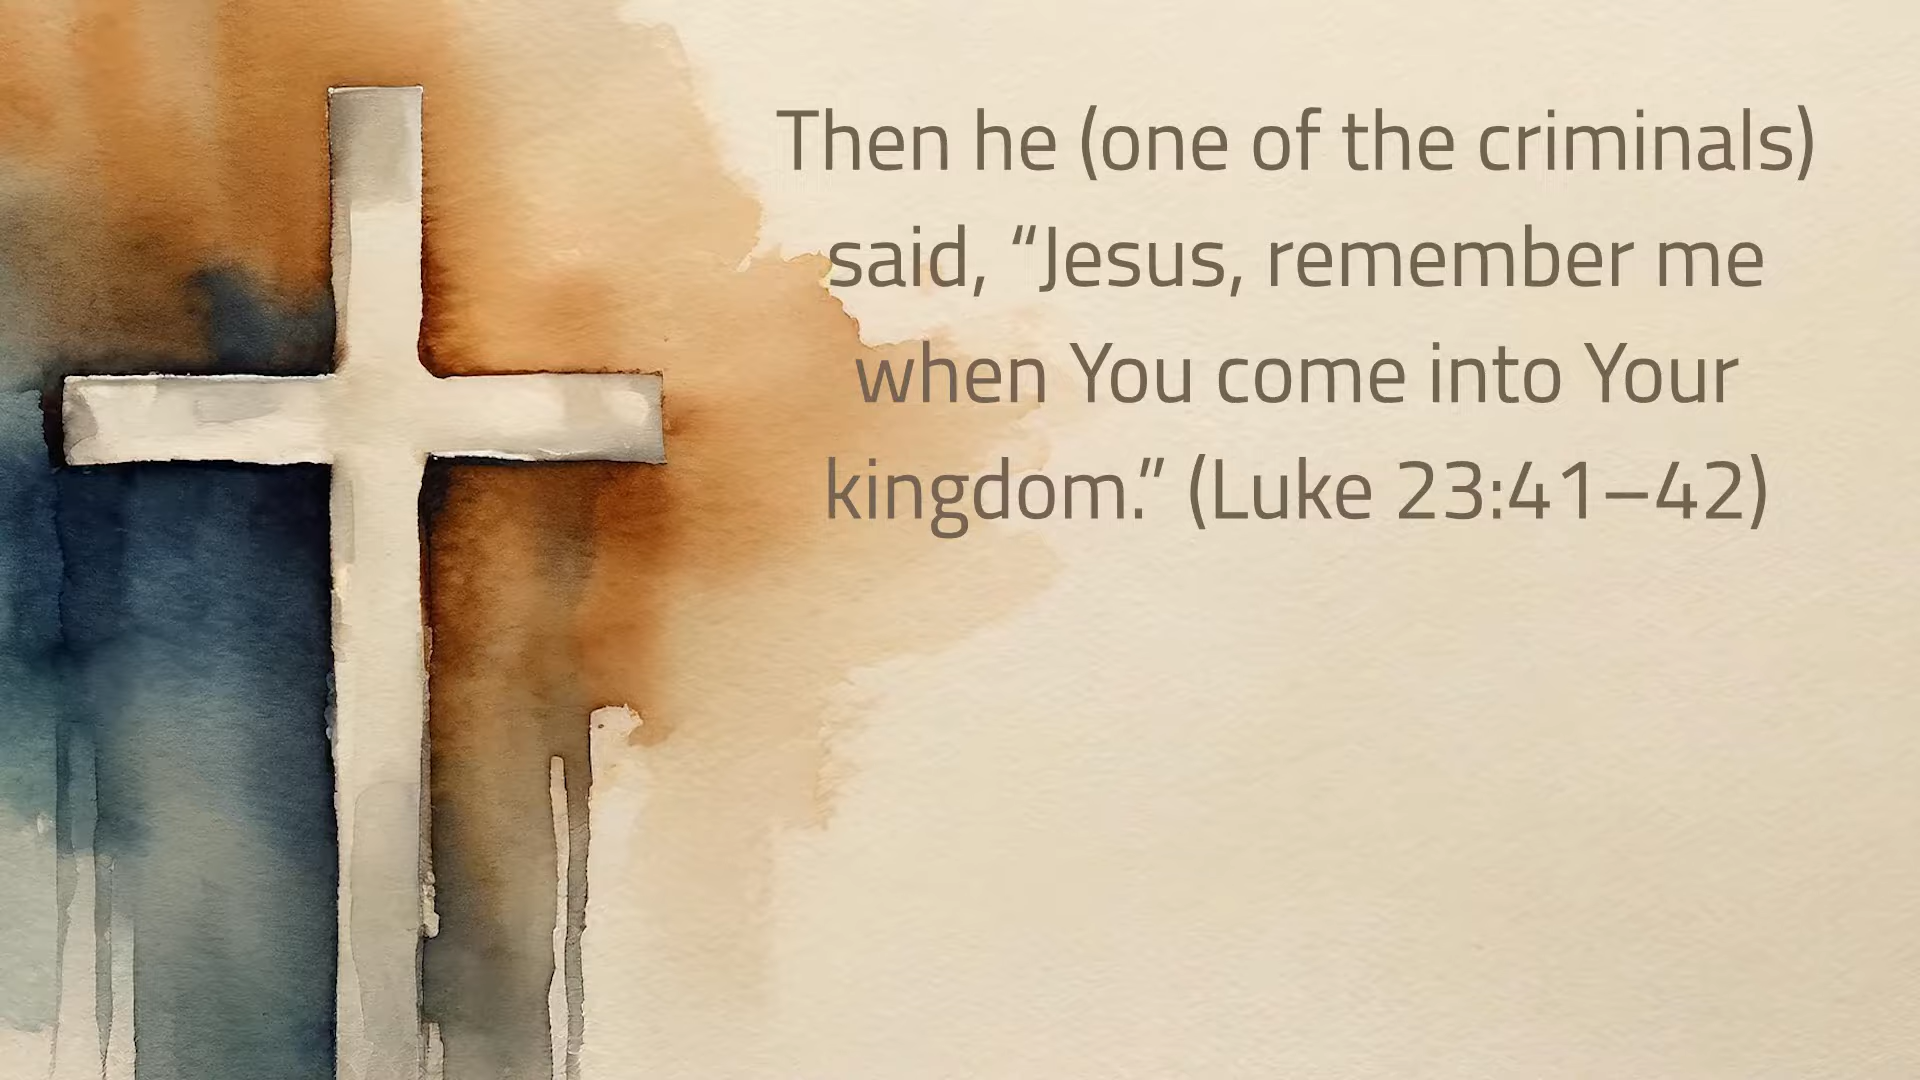 Then he (one of the criminals)
said, “Jesus, remember me
when You come into Your
kingdom.” (Luke 23:41–42)